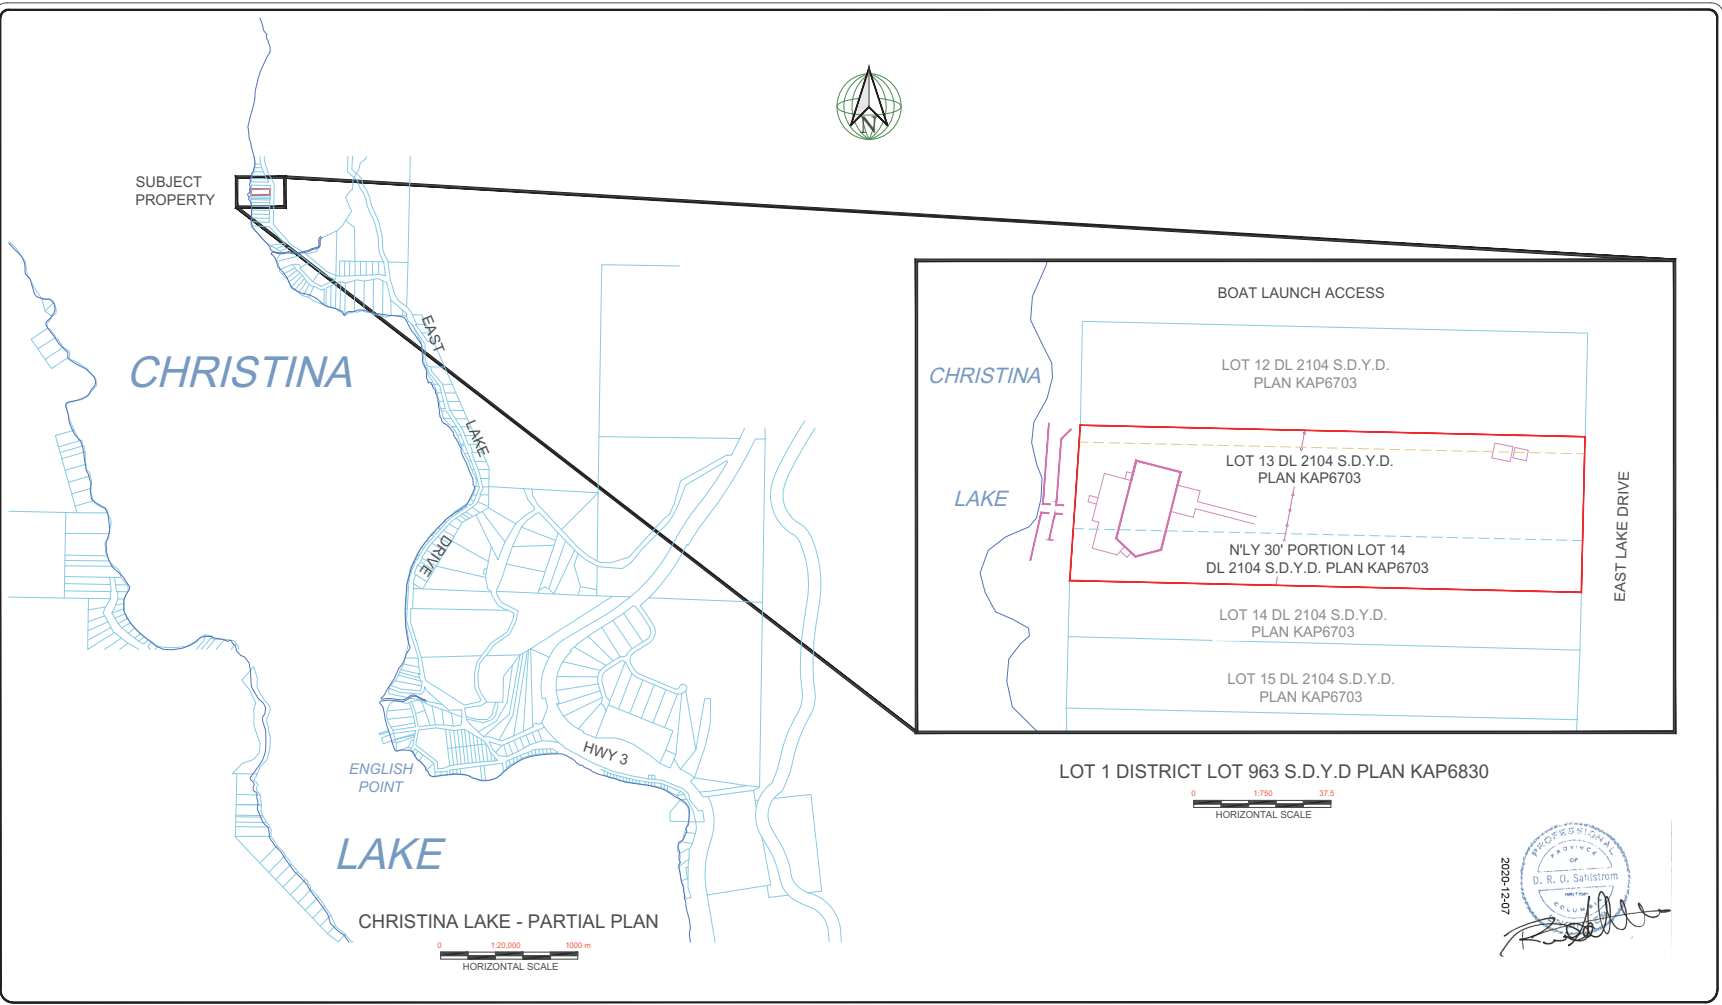 N
SUBJECT
PROPERTY
CHRISTINA
LAKE
EAST
LAKE
DRIVE
HWY 3
ENGLISH
POINT
CHRISTINA LAKE - PARTIAL PLAN
0 1:20,000 1000 m
HORIZONTAL SCALE
BOAT LAUNCH ACCESS
CHRISTINA
LAKE
LOT 12 DL 2104 S.D.Y.D.
PLAN KAP6703
LOT 13 DL 2104 S.D.Y.D.
PLAN KAP6703
N'LY 30' PORTION LOT 14
DL 2104 S.D.Y.D. PLAN KAP6703
LOT 14 DL 2104 S.D.Y.D.
PLAN KAP6703
LOT 15 DL 2104 S.D.Y.D.
PLAN KAP6703
EAST LAKE DRIVE
LOT 1 DISTRICT LOT 963 S.D.Y.D PLAN KAP6830
0 1:750 37.5
HORIZONTAL SCALE
2020-12-07
PROFESSIONAL
PROVINCE
OF
D. R. O. Sahlstrom